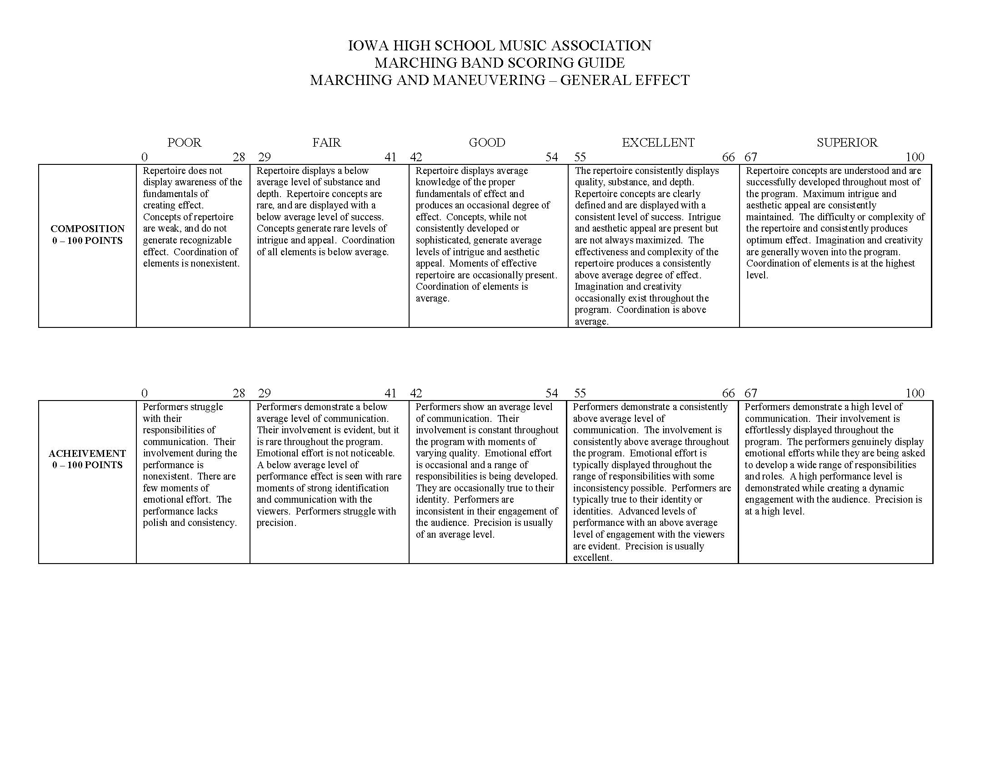 IOWA HIGH SCHOOL MUSIC ASSOCIATION
MARCHING BAND SCORING GUIDE
MARCHING AND MANEUVERING – GENERAL EFFECT
POOR FAIR GOOD EXCELLENT SUPERIOR
0 28 29 41 42 54 55 66 67 100
COMPOSITION
0 – 100 POINTS
Repertoire does not
display awareness of the
fundamentals of
creating effect.
Concepts of repertoire
are weak, and do not
generate recognizable
effect. Coordination of
elements is nonexistent.
Repertoire displays a below
average level of substance and
depth. Repertoire concepts are
rare, and are displayed with a
below average level of success.
Concepts generate rare levels of
intrigue and appeal. Coordination
of all elements is below average.
Repertoire displays average
knowledge of the proper
fundamentals of effect and
produces an occasional degree of
effect. Concepts, while not
consistently developed or
sophisticated, generate average
levels of intrigue and aesthetic
appeal. Moments of effective
repertoire are occasionally present.
Coordination of elements is
average.
The repertoire consistently displays
quality, substance, and depth.
Repertoire concepts are clearly
defined and are displayed with a
consistent level of success. Intrigue
and aesthetic appeal are present but
are not always maximized. The
effectiveness and complexity of the
repertoire produces a consistently
above average degree of effect.
Imagination and creativity
occasionally exist throughout the
program. Coordination is above
average.
Repertoire concepts are understood and are
successfully developed throughout most of
the program. Maximum intrigue and
aesthetic appeal are consistently
maintained. The difficulty or complexity of
the repertoire and consistently produces
optimum effect. Imagination and creativity
are generally woven into the program.
Coordination of elements is at the highest
level.
0 28 29 41 42 54 55 66 67 100
ACHEIVEMENT
0 – 100 POINTS
Performers struggle
with their
responsibilities of
communication. Their
involvement during the
performance is
nonexistent. There are
few moments of
emotional effort. The
performance lacks
polish and consistency.
Performers demonstrate a below
average level of communication.
Their involvement is evident, but it
is rare throughout the program.
Emotional effort is not noticeable.
A below average level of
performance effect is seen with rare
moments of strong identification
and communication with the
viewers. Performers struggle with
precision.
Performers show an average level
of communication. Their
involvement is constant throughout
the program with moments of
varying quality. Emotional effort
is occasional and a range of
responsibilities is being developed.
They are occasionally true to their
identity. Performers are
inconsistent in their engagement of
the audience. Precision is usually
of an average level.
Performers demonstrate a consistently
above average level of
communication. The involvement is
consistently above average throughout
the program. Emotional effort is
typically displayed throughout the
range of responsibilities with some
inconsistency possible. Performers are
typically true to their identity or
identities. Advanced levels of
performance with an above average
level of engagement with the viewers
are evident. Precision is usually
excellent.
Performers demonstrate a high level of
communication. Their involvement is
effortlessly displayed throughout the
program. The performers genuinely display
emotional efforts while they are being asked
to develop a wide range of responsibilities
and roles. A high performance level is
demonstrated while creating a dynamic
engagement with the audience. Precision is
at a high level.